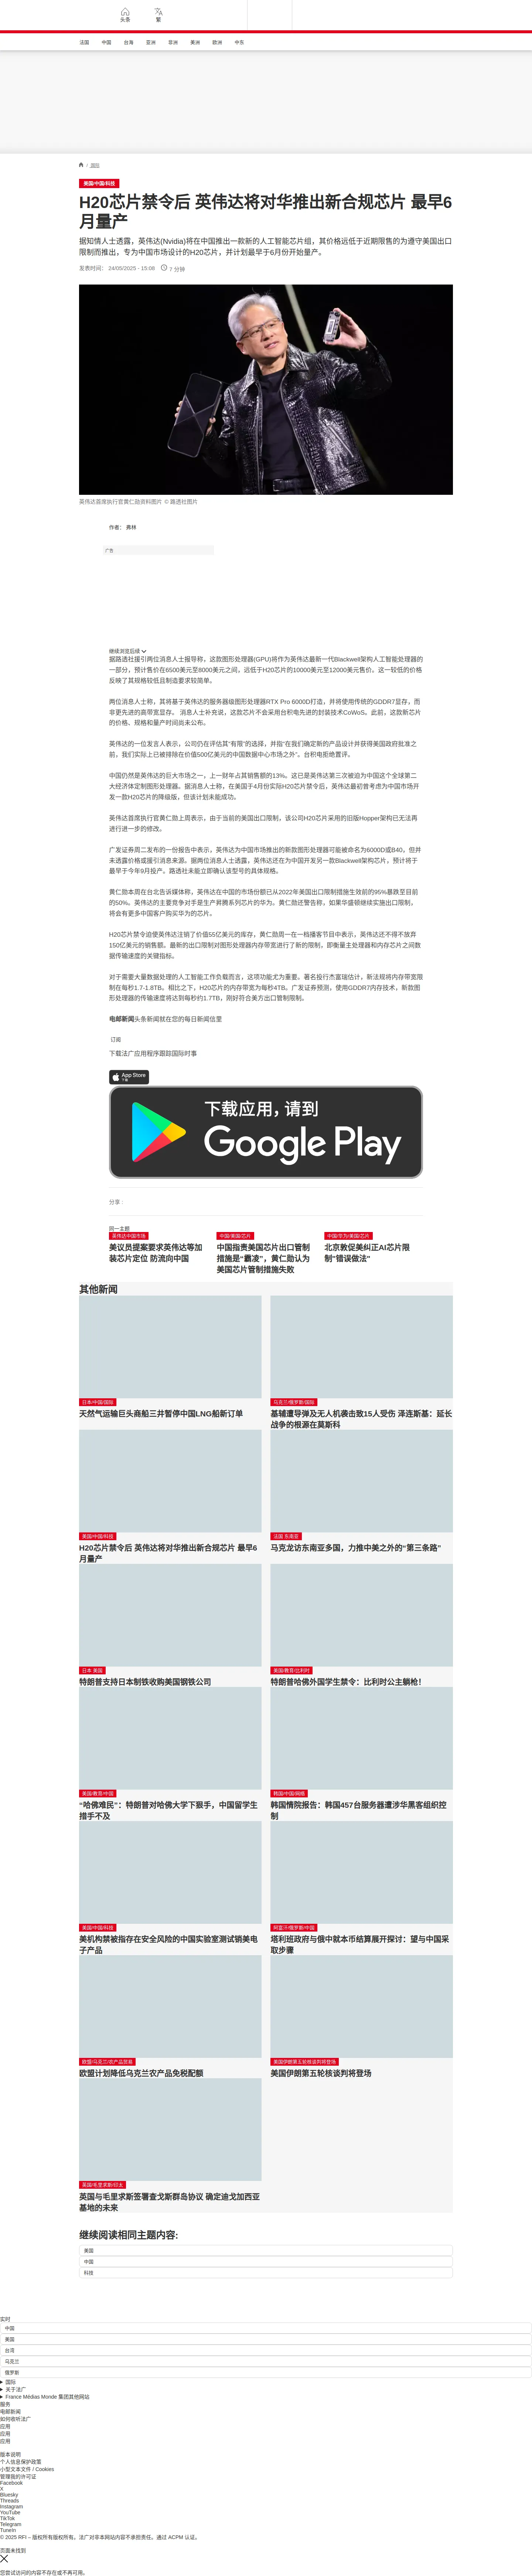 头条
繁
法国
中国
台海
亚洲
非洲
美洲
欧洲
中东
/ 国际
美国/中国/科技
H20芯片禁令后 英伟达将对华推出新合规芯片 最早6
月量产
据知情人士透露，英伟达(Nvidia)将在中国推出一款新的人工智能芯片组，其价格远低于近期限售的为遵守美国出口
限制而推出，专为中国市场设计的H20芯片，并计划最早于6月份开始量产。
发表时间： 24/05/2025 - 15:08 7 分钟
英伟达首席执行官黄仁勋资料图片 © 路透社图片
作者： 弗林
广告
继续浏览后续
据路透社援引两位消息人士报导称，这款图形处理器(GPU)将作为英伟达最新一代Blackwell架构人工智能处理器的
一部分，预计售价在6500美元至8000美元之间，远低于H20芯片的10000美元至12000美元售价。这一较低的价格
反映了其规格较低且制造要求较简单。
两位消息人士称，其将基于英伟达的服务器级图形处理器RTX Pro 6000D打造，并将使用传统的GDDR7显存，而
非更先进的高带宽显存。 消息人士补充说，这款芯片不会采用台积电先进的封装技术CoWoS。此前，这款新芯片
的价格、规格和量产时间尚未公布。
英伟达的一位发言人表示，公司仍在评估其“有限”的选择，并指“在我们确定新的产品设计并获得美国政府批准之
前，我们实际上已被排除在价值500亿美元的中国数据中心市场之外”。台积电拒绝置评。
中国仍然是英伟达的巨大市场之一，上一财年占其销售额的13%。这已是英伟达第三次被迫为中国这个全球第二
大经济体定制图形处理器。据消息人士称，在美国于4月份实际H20芯片禁令后，英伟达最初曾考虑为中国市场开
发一款H20芯片的降级版，但该计划未能成功。
英伟达首席执行官黄仁勋上周表示，由于当前的美国出口限制，该公司H20芯片采用的旧版Hopper架构已无法再
进行进一步的修改。
广发证券周二发布的一份报告中表示，英伟达为中国市场推出的新款图形处理器可能被命名为6000D或B40。但并
未透露价格或援引消息来源。据两位消息人士透露，英伟达还在为中国开发另一款Blackwell架构芯片，预计将于
最早于今年9月投产。路透社未能立即确认该型号的具体规格。
黄仁勋本周在台北告诉媒体称，英伟达在中国的市场份额已从2022年美国出口限制措施生效前的95%暴跌至目前
的50%。英伟达的主要竞争对手是生产昇腾系列芯片的华为。黄仁勋还警告称，如果华盛顿继续实施出口限制，
将会有更多中国客户购买华为的芯片。
H20芯片禁令迫使英伟达注销了价值55亿美元的库存，黄仁勋周一在一档播客节目中表示，英伟达还不得不放弃
150亿美元的销售额。最新的出口限制对图形处理器内存带宽进行了新的限制，即衡量主处理器和内存芯片之间数
据传输速度的关键指标。
对于需要大量数据处理的人工智能工作负载而言，这项功能尤为重要。著名投行杰富瑞估计，新法规将内存带宽限
制在每秒1.7-1.8TB。相比之下，H20芯片的内存带宽为每秒4TB。广发证券预测，使用GDDR7内存技术，新款图
形处理器的传输速度将达到每秒约1.7TB，刚好符合美方出口管制限制。
电邮新闻头条新闻就在您的每日新闻信里
订阅
下载法广应用程序跟踪国际时事
App Store
下载
下载应用，请到
Google Play
分享 :
同一主题
英伟达中国市场
美议员提案要求英伟达等加
装芯片定位 防流向中国
中国/美国/芯片
中国指责美国芯片出口管制
措施是“霸凌”，黄仁勋认为
美国芯片管制措施失败
中国/华为/美国/芯片
北京敦促美纠正AI芯片限
制"错误做法"
其他新闻
日本/中国/国际
天然气运输巨头商船三井暂停中国LNG船新订单
乌克兰/俄罗斯/国际
基辅遭导弹及无人机袭击致15人受伤 泽连斯基：延长
战争的根源在莫斯科
美国/中国/科技
H20芯片禁令后 英伟达将对华推出新合规芯片 最早6
月量产
法国 东南亚
马克龙访东南亚多国，力推中美之外的“第三条路”
日本 美国
特朗普支持日本制铁收购美国钢铁公司
美国/教育/比利时
特朗普哈佛外国学生禁令：比利时公主躺枪！
美国/教育/中国
“哈佛难民”：特朗普对哈佛大学下狠手，中国留学生
措手不及
韩国/中国/网络
韩国情院报告：韩国457台服务器遭涉华黑客组织控
制
美国/中国/科技
美机构禁被指存在安全风险的中国实验室测试销美电
子产品
阿富汗/俄罗斯/中国
塔利班政府与俄中就本币结算展开探讨：望与中国采
取步骤
欧盟/乌克兰/农产品贸易
欧盟计划降低乌克兰农产品免税配额
美国伊朗第五轮核谈判将登场
美国伊朗第五轮核谈判将登场
英国/毛里求斯/印太
英国与毛里求斯签署查戈斯群岛协议 确定迪戈加西亚
基地的未来
继续阅读相同主题内容:
美国
中国
科技
实时
中国
美国
台湾
乌克兰
俄罗斯
国际
关于法广
France Médias Monde 集团其他网站
服务
电邮新闻
如何收听法广
应用
应用
应用
版本说明
个人信息保护政策
小型文本文件 / Cookies
管理我的许可证
Facebook
X
Bluesky
Threads
Instagram
YouTube
TikTok
Telegram
TuneIn
© 2025 RFI – 版权所有版权所有。法广对非本网站内容不承担责任。通过 ACPM 认证。
页面未找到
您尝试访问的内容不存在或不再可用。